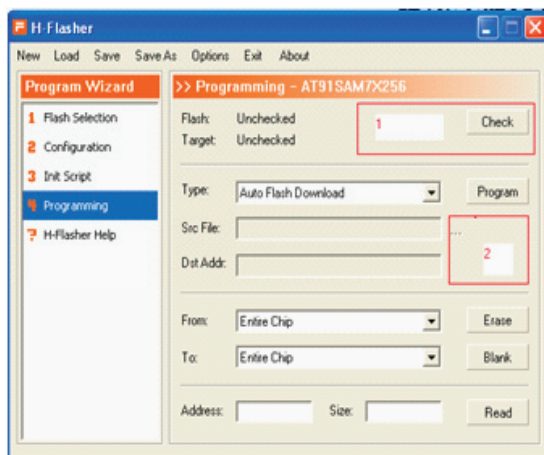 H-Flasher
New Load Save Save As Options Exit About
Program Wizard
1 Flash Selection
2 Configuration
3 Init Script
4 Programming
? H-Flasher Help
>> Programming - AT91SAM7X256
Flash: Unchecked
Target: Unchecked
1
Check
Type: Auto Flash Download
Program
Src File:
...
Dst Addr:
2
From: Entire Chip
Erase
To: Entire Chip
Blank
Address:
Size:
Read